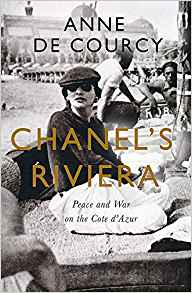 ANNE
DE COURCY
CHANEL'S
RIVIERA
Peace and War
on the Cote d'Azur